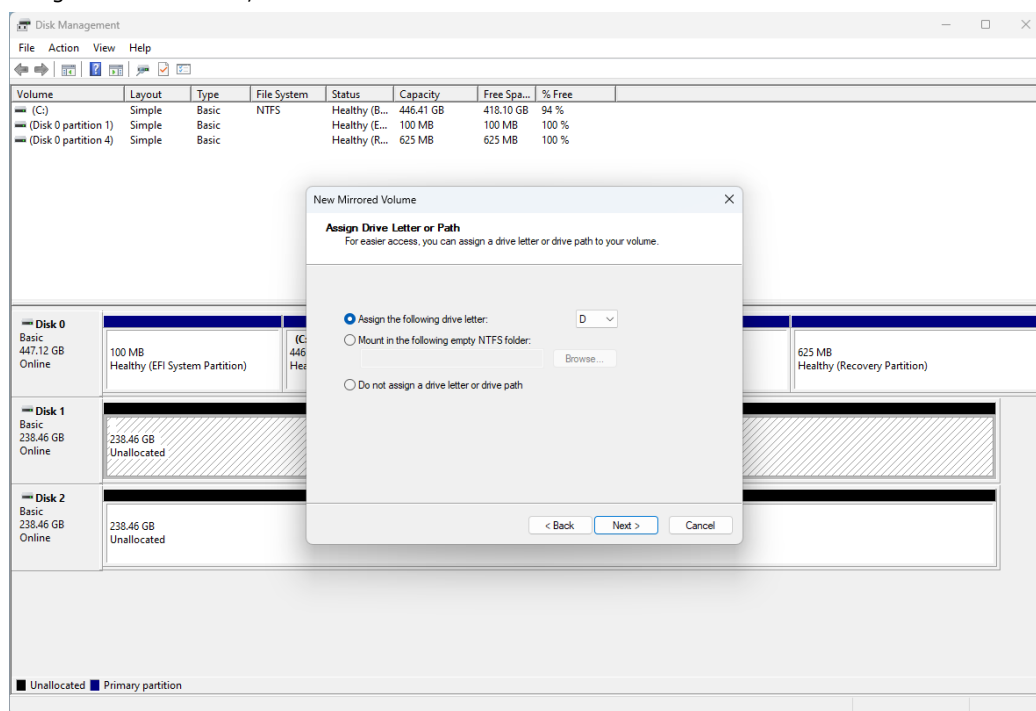 Disk Management
File Action View Help
Volume Layout Type File System Status Capacity Free Spa... % Free
(C:) Simple Basic NTFS Healthy (B... 446.41 GB 418.10 GB 94 %
(Disk 0 partition 1) Simple Basic Healthy (E... 100 MB 100 MB 100 %
(Disk 0 partition 4) Simple Basic Healthy (R... 625 MB 625 MB 100 %
New Mirrored Volume
Assign Drive Letter or Path
For easier access, you can assign a drive letter or drive path to your volume.
Assign the following drive letter: D
Mount in the following empty NTFS folder:
Browse...
Do not assign a drive letter or drive path
< Back Next > Cancel
Disk 0
Basic
447.12 GB
Online
100 MB
Healthy (EFI System Partition)
(C:
446
Hea
625 MB
Healthy (Recovery Partition)
Disk 1
Basic
238.46 GB
Online
238.46 GB
Unallocated
Disk 2
Basic
238.46 GB
Online
238.46 GB
Unallocated
Unallocated Primary partition